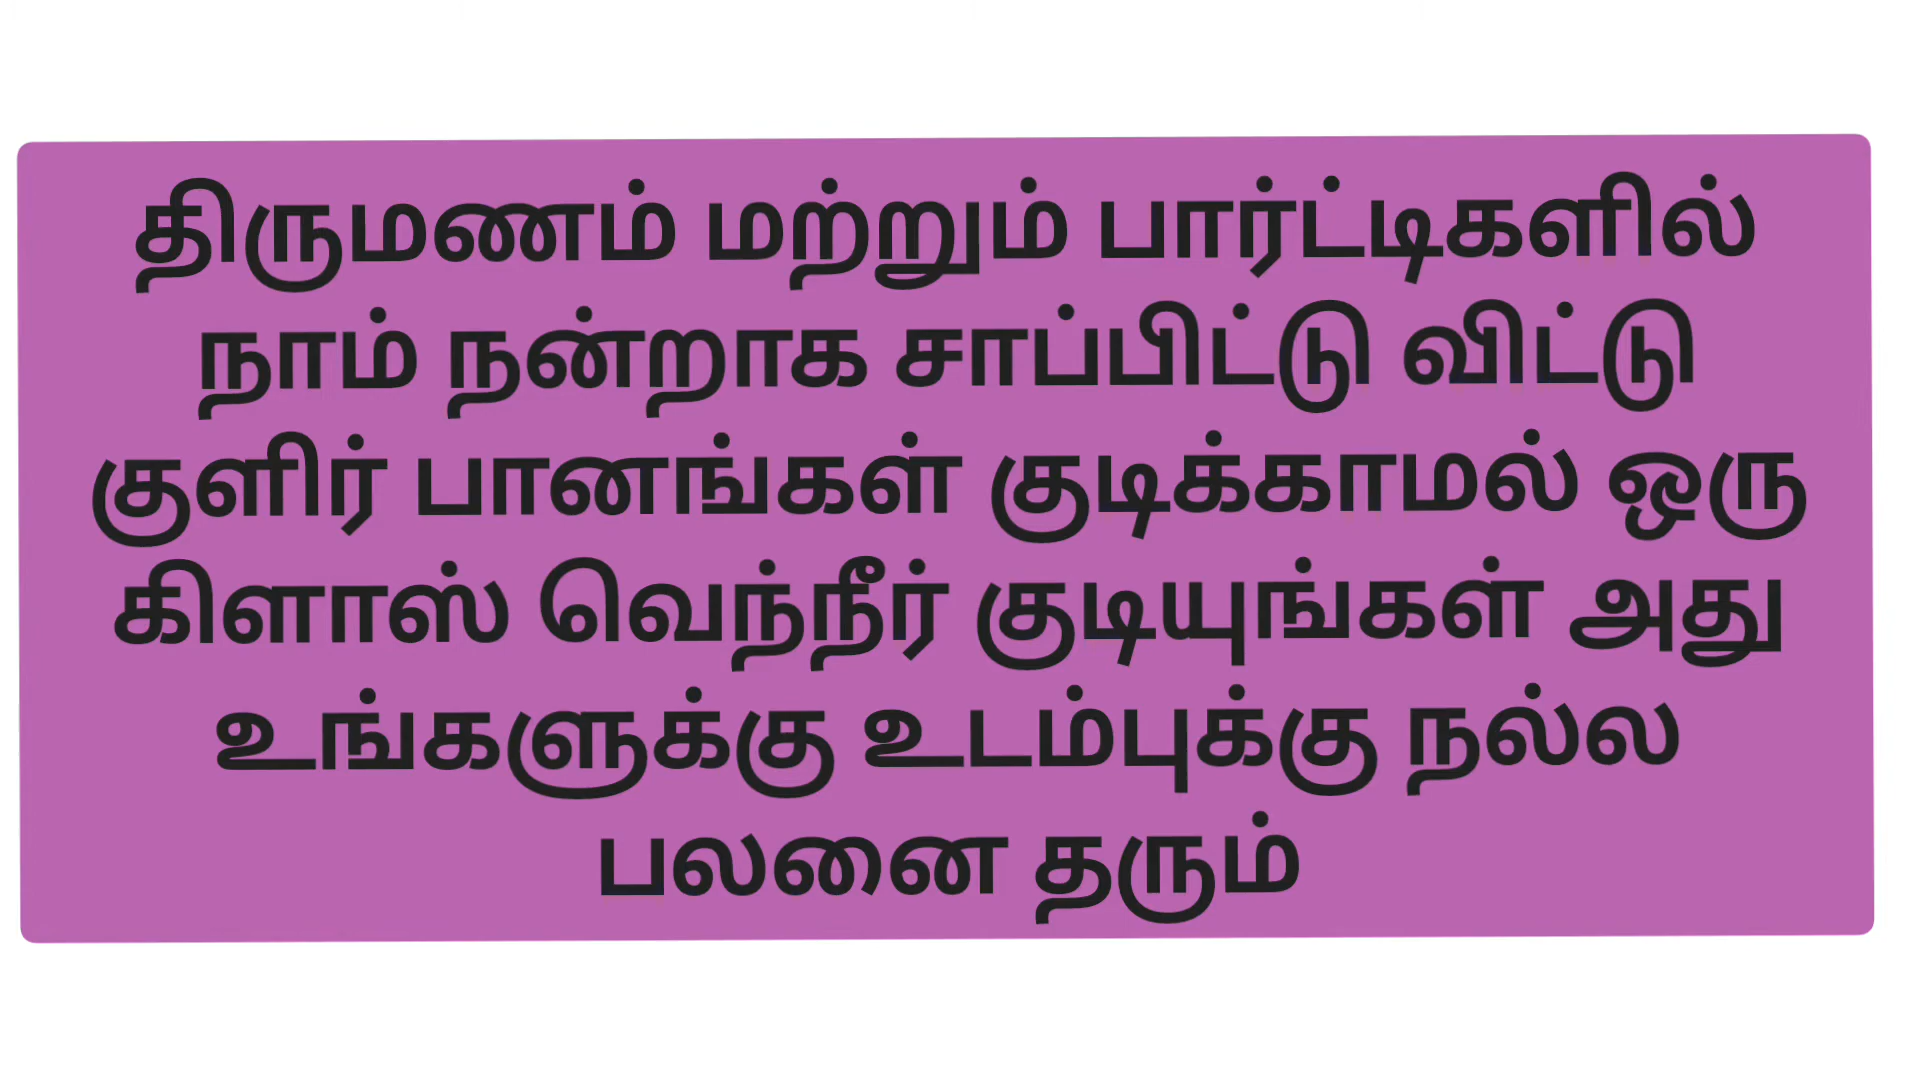 திருமணம் மற்றும் பார்ட்டிகளில்
நாம் நன்றாக சாப்பிட்டு விட்டு
குளிர் பானங்கள் குடிக்காமல் ஒரு
கிளாஸ் வெந்நீர் குடியுங்கள் அது
உங்களுக்கு உடம்புக்கு நல்ல
பலனை தரும்